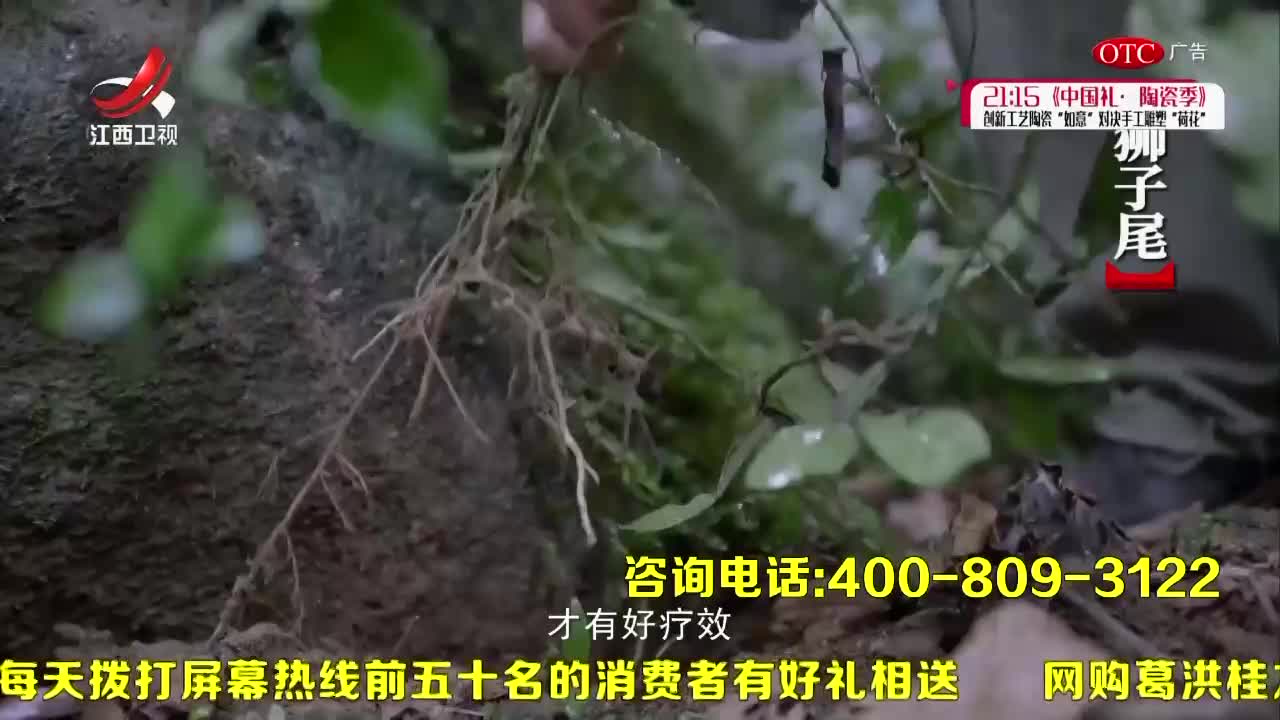 江西卫视
OTC 广告
21:15《中国礼·陶瓷季》
创新工艺陶瓷"如意"对决手工雕塑"荷花"
狮子尾
咨询电话:400-809-3122
才有好疗效
每天拨打屏幕热线前五十名的消费者有好礼相送 网购葛洪桂